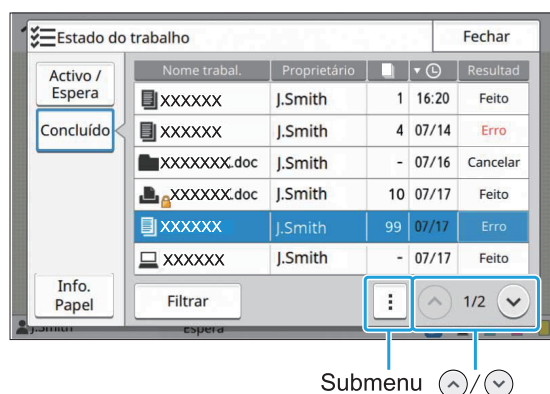 Estado do trabalho
Fechar
Activo /
Espera
Concluído
Info.
Papel
Nome trabal. Proprietário Resultad
XXXXXX J.Smith 1 16:20 Feito
XXXXXX J.Smith 4 07/14 Erro
XXXXXXX.doc J.Smith - 07/16 Cancelar
XXXXXXX.doc J.Smith 10 07/17 Feito
XXXXXX J.Smith 99 07/17 Erro
XXXXXX J.Smith - 07/17 Feito
Filtrar
1/2
J.Smith Espera
Submenu /